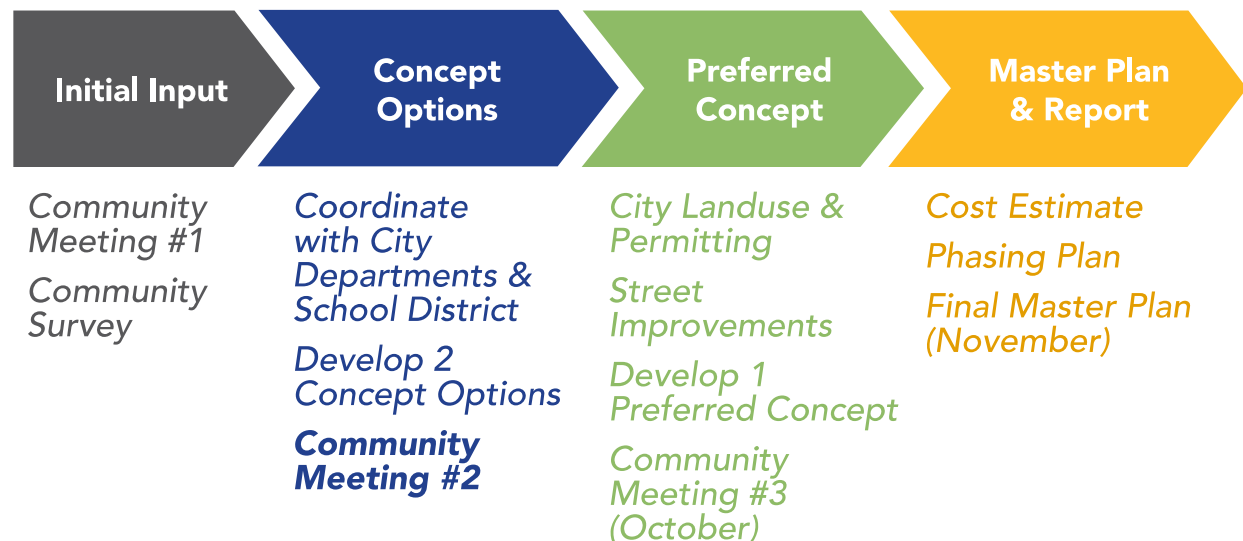 Initial Input
Concept
Options
Preferred
Concept
Master Plan
& Report
Community
Meeting #1
Community
Survey
Coordinate
with City
Departments &
School District
Develop 2
Concept Options
Community
Meeting #2
City Landuse &
Permitting
Street
Improvements
Develop 1
Preferred Concept
Community
Meeting #3
(October)
Cost Estimate
Phasing Plan
Final Master Plan
(November)